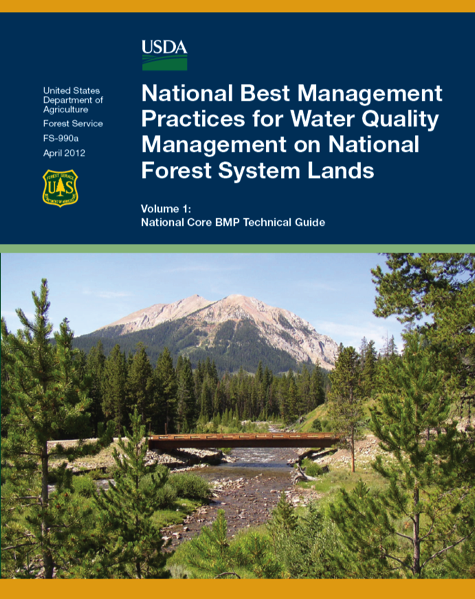 USDA
United States
Department of
Agriculture
Forest Service
FS-990a
April 2012
National Best Management
Practices for Water Quality
Management on National
Forest System Lands
Volume 1:
National Core BMP Technical Guide
FOREST SERVICE
U S
DEPARTMENT OF AGRICULTURE